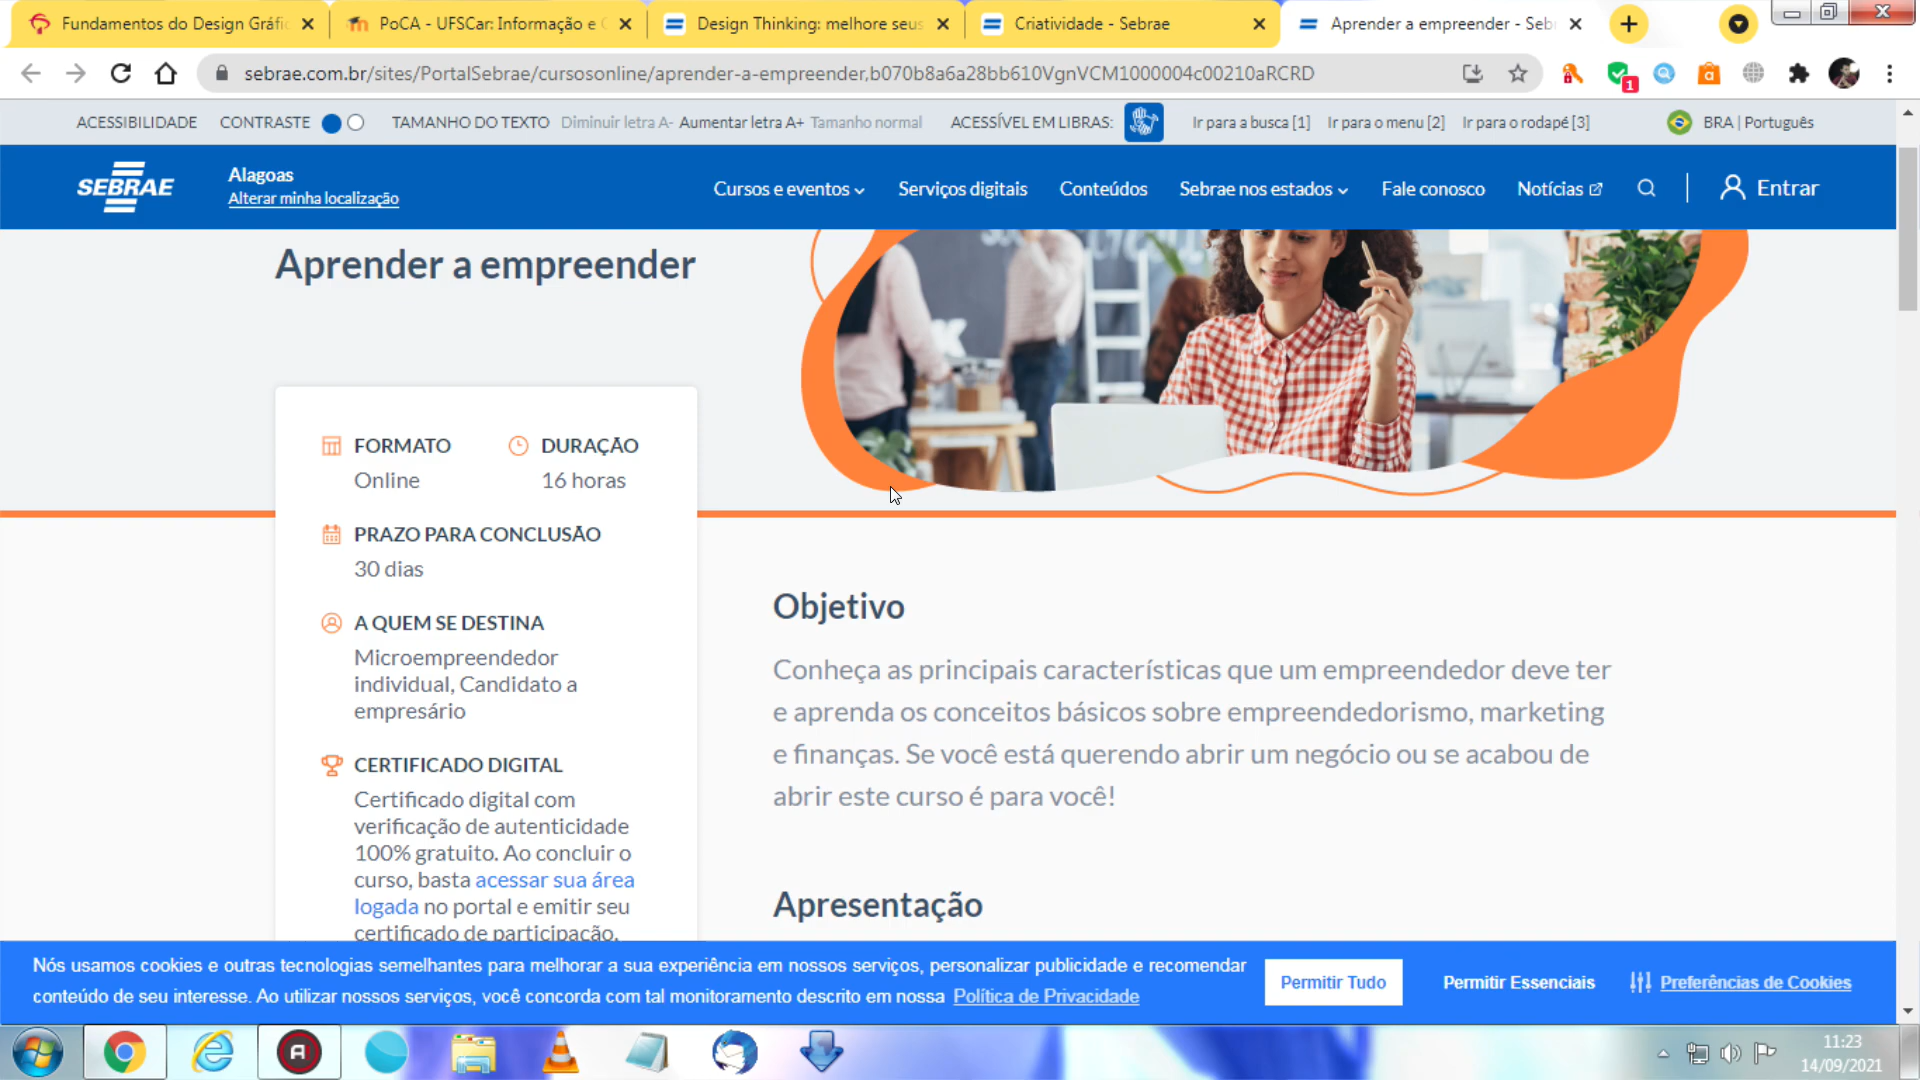 Fundamentos do Design Gráfi
PoCA - UFSCar: Informação e
Design Thinking: melhore seus
Criatividade - Sebrae
Aprender a empreender - Seb
sebrae.com.br/sites/PortalSebrae/cursosonline/aprender-a-empreender,b070b8a6a28bb610VgnVCM1000004c00210aRCRD
1
ACESSIBILIDADE CONTRASTE TAMANHO DO TEXTO Diminuir letra A- Aumentar letra A+ Tamanho normal ACESSÍVEL EM LIBRAS: Ir para a busca [1] Ir para o menu [2] Ir para o rodapé [3] BRA | Português
SEBRAE
Alagoas
Alterar minha localização
Cursos e eventos Serviços digitais Conteúdos Sebrae nos estados Fale conosco Notícias Entrar
Aprender a empreender
FORMATO
Online
DURAÇÃO
16 horas
PRAZO PARA CONCLUSÃO
30 dias
A QUEM SE DESTINA
Microempreendedor
individual, Candidato a
empresário
CERTIFICADO DIGITAL
Certificado digital com
verificação de autenticidade
100% gratuito. Ao concluir o
curso, basta acessar sua área
logada no portal e emitir seu
certificado de participação.
Objetivo
Conheça as principais características que um empreendedor deve ter
e aprenda os conceitos básicos sobre empreendedorismo, marketing
e finanças. Se você está querendo abrir um negócio ou se acabou de
abrir este curso é para você!
Apresentação
Nós usamos cookies e outras tecnologias semelhantes para melhorar a sua experiência em nossos serviços, personalizar publicidade e recomendar
conteúdo de seu interesse. Ao utilizar nossos serviços, você concorda com tal monitoramento descrito em nossa Política de Privacidade
Permitir Tudo
Permitir Essenciais
Preferências de Cookies
11:23
14/09/2021